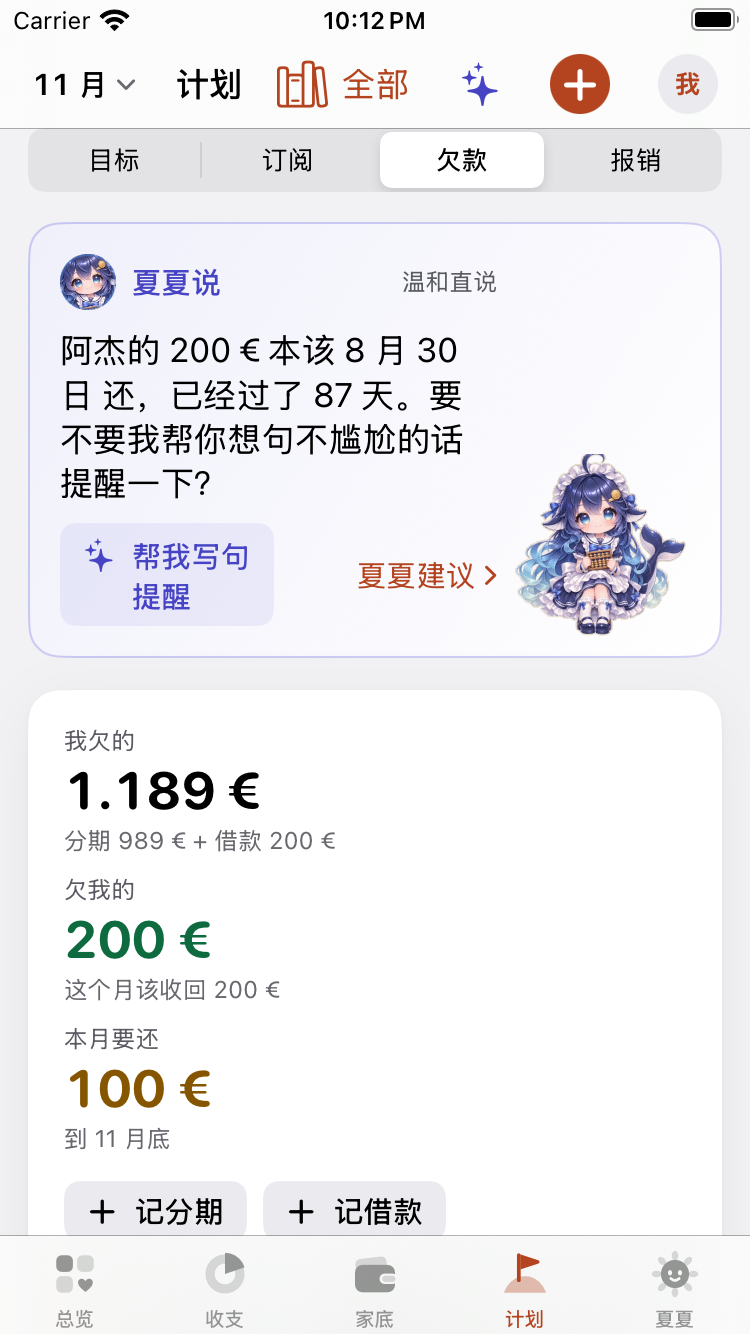 Carrier
10:12 PM
11 月
计划
全部
我
目标
订阅
欠款
报销
夏夏说
温和直说
阿杰的 200 € 本该 8 月 30
日 还，已经过了 87 天。要
不要我帮你想句不尴尬的话
提醒一下?
帮我写句
提醒
夏夏建议
我欠的
1.189 €
分期 989 € + 借款 200 €
欠我的
200 €
这个月该收回 200 €
本月要还
100 €
到 11 月底
记分期
记借款
总览
收支
家底
计划
夏夏